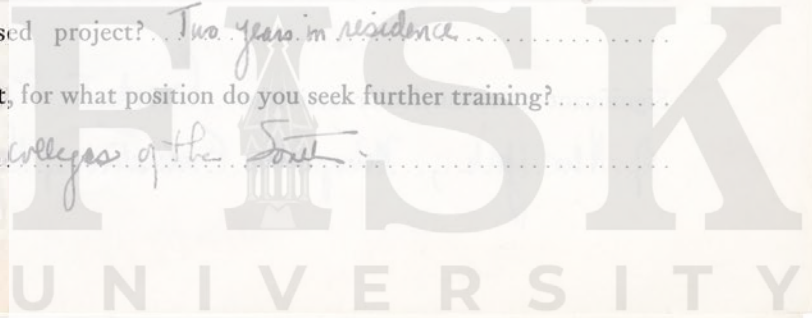 sed project? Two years in residence
t, for what position do you seek further training?
colleges of the South -
FISK
UNIVERSITY